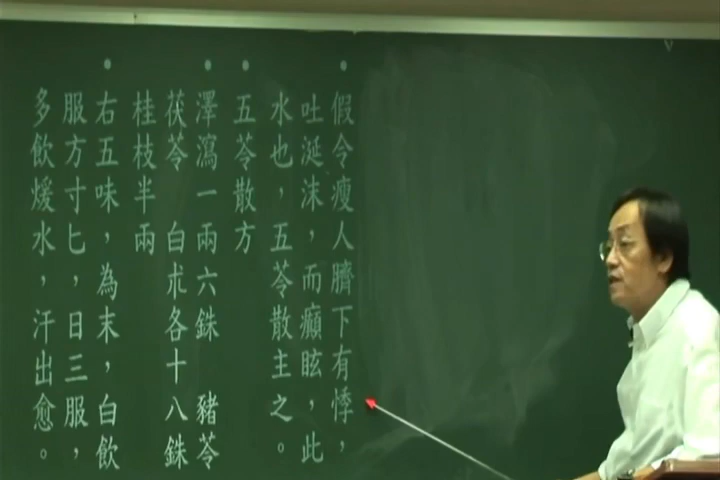 • 假令瘦人臍下有悸，
吐涎沫，而癲眩，此
水也，五苓散主之。
• 五苓散方
• 澤瀉一兩六銖　豬苓
茯苓　白朮各十八銖
桂枝半兩
• 右五味，為末，白飲
服方寸匕，日三服，
多飲煖水，汗出愈。